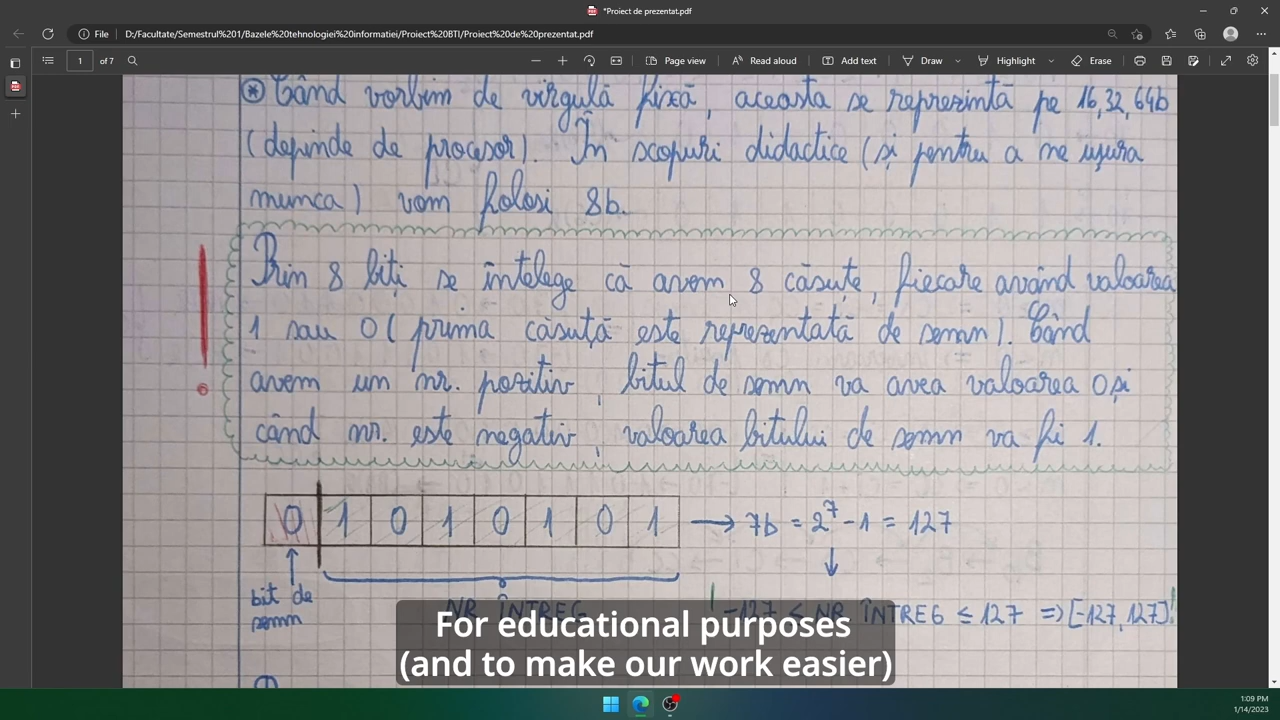 *Proiect de prezentat.pdf
File D:/Facultate/Semestrul%201/Bazele%20tehnologiei%20informatiei/Proiect%20BTI/Proiect%20de%20prezentat.pdf
1 of 7 Page view Read aloud Add text Draw Highlight Erase
Când vorbim de virgulă fixă, aceasta se reprezintă pe 16, 32, 64b
(depinde de procesor). În scopuri didactice (și pentru a ne ușura
munca) vom folosi 8b.
Prin 8 biți se înțelege că avem 8 căsuțe, fiecare având valoarea
1 sau 0 (prima căsuță este reprezentată de semn). Când
avem un nr. pozitiv, bitul de semn va avea valoarea 0 și
când nr. este negativ, valoarea bitului de semn va fi 1.
0 1 0 1 0 1 0 1 → 7b = 2^7 - 1 = 127
bit de
semn
NR ÎNTREG
! -127 ≤ NR ÎNTREG ≤ 127 => [-127, 127]!
For educational purposes
(and to make our work easier)
1:09 PM
1/14/2023